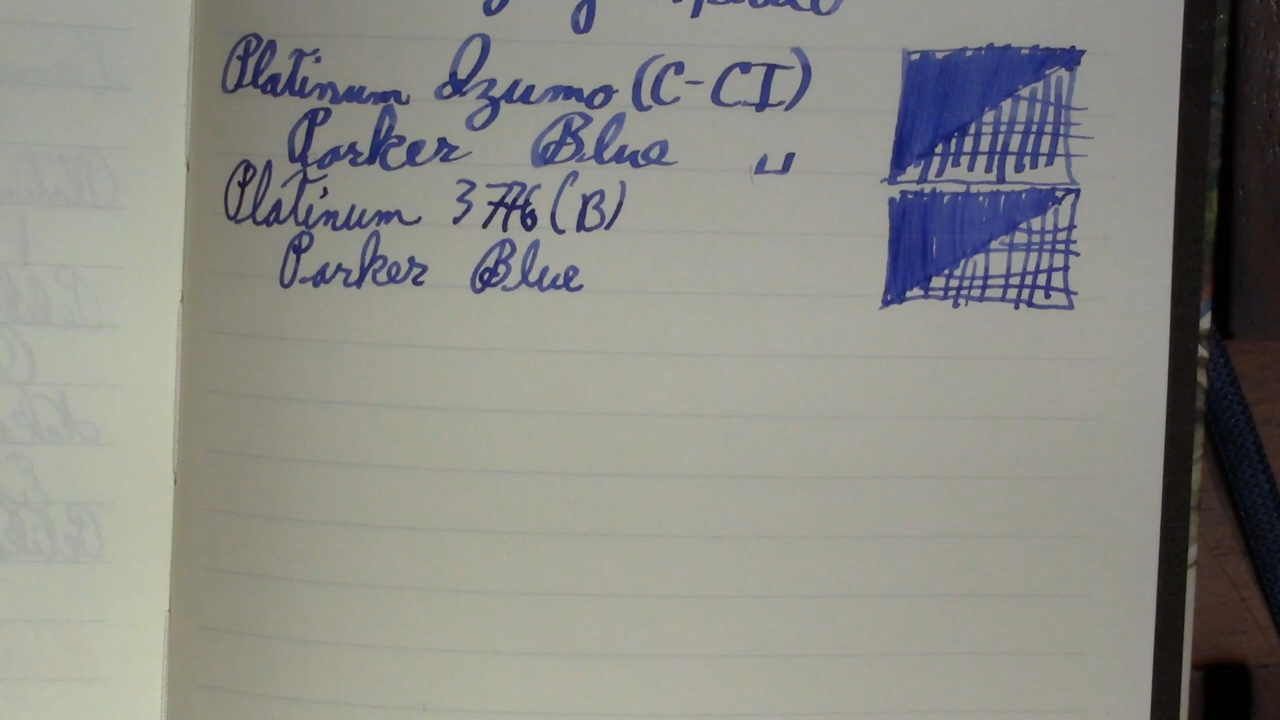 Platinum Izumo (C-CI)
Parker Blue "
Platinum 3776 (B)
Parker Blue